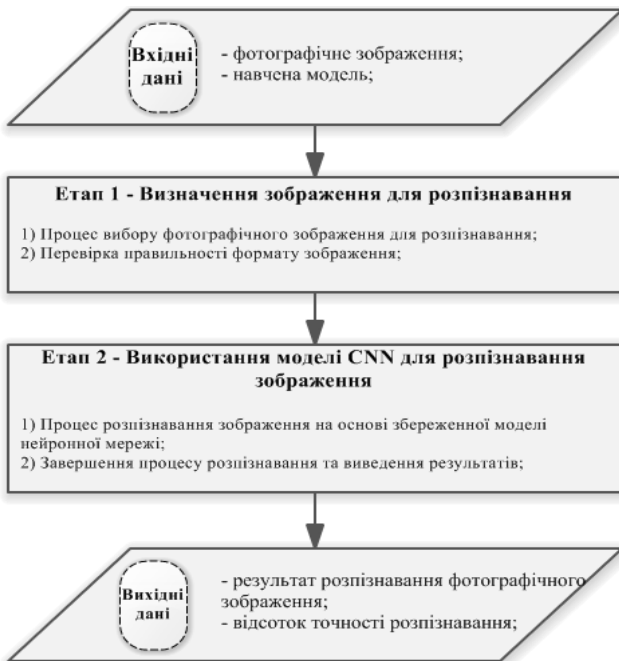 Вхідні
дані
- фотографічне зображення;
- навчена модель;
Етап 1 - Визначення зображення для розпізнавання
1) Процес вибору фотографічного зображення для розпізнавання;
2) Перевірка правильності формату зображення;
Етап 2 - Використання моделі CNN для розпізнавання
зображення
1) Процес розпізнавання зображення на основі збереженної моделі
нейронної мережі;
2) Завершення процесу розпізнавання та виведення результатів;
Вихідні
дані
- результат розпізнавання фотографічного
зображення;
- відсоток точності розпізнавання;